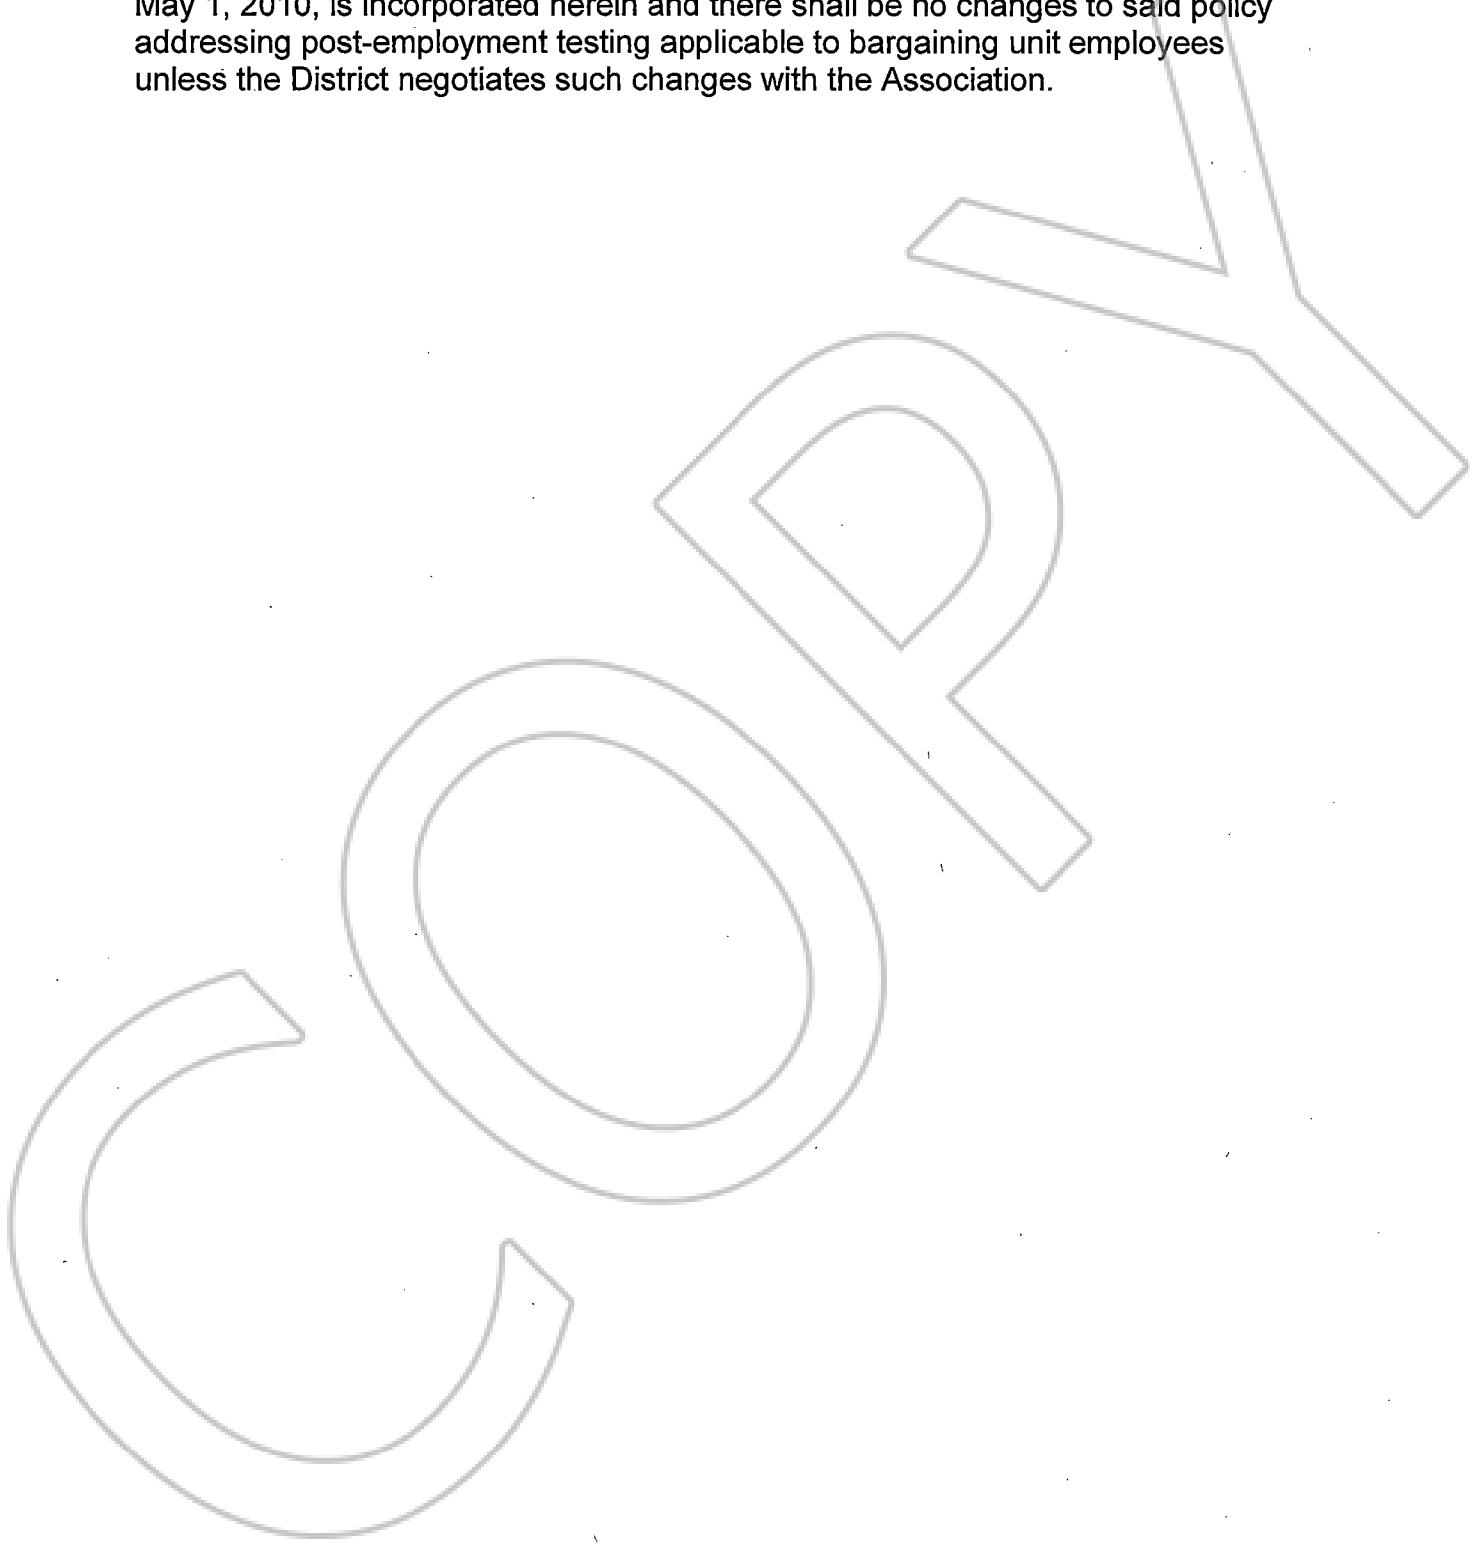 May 1, 2010, is incorporated herein and there shall be no changes to said policy
addressing post-employment testing applicable to bargaining unit employees
unless the District negotiates such changes with the Association.
COPY